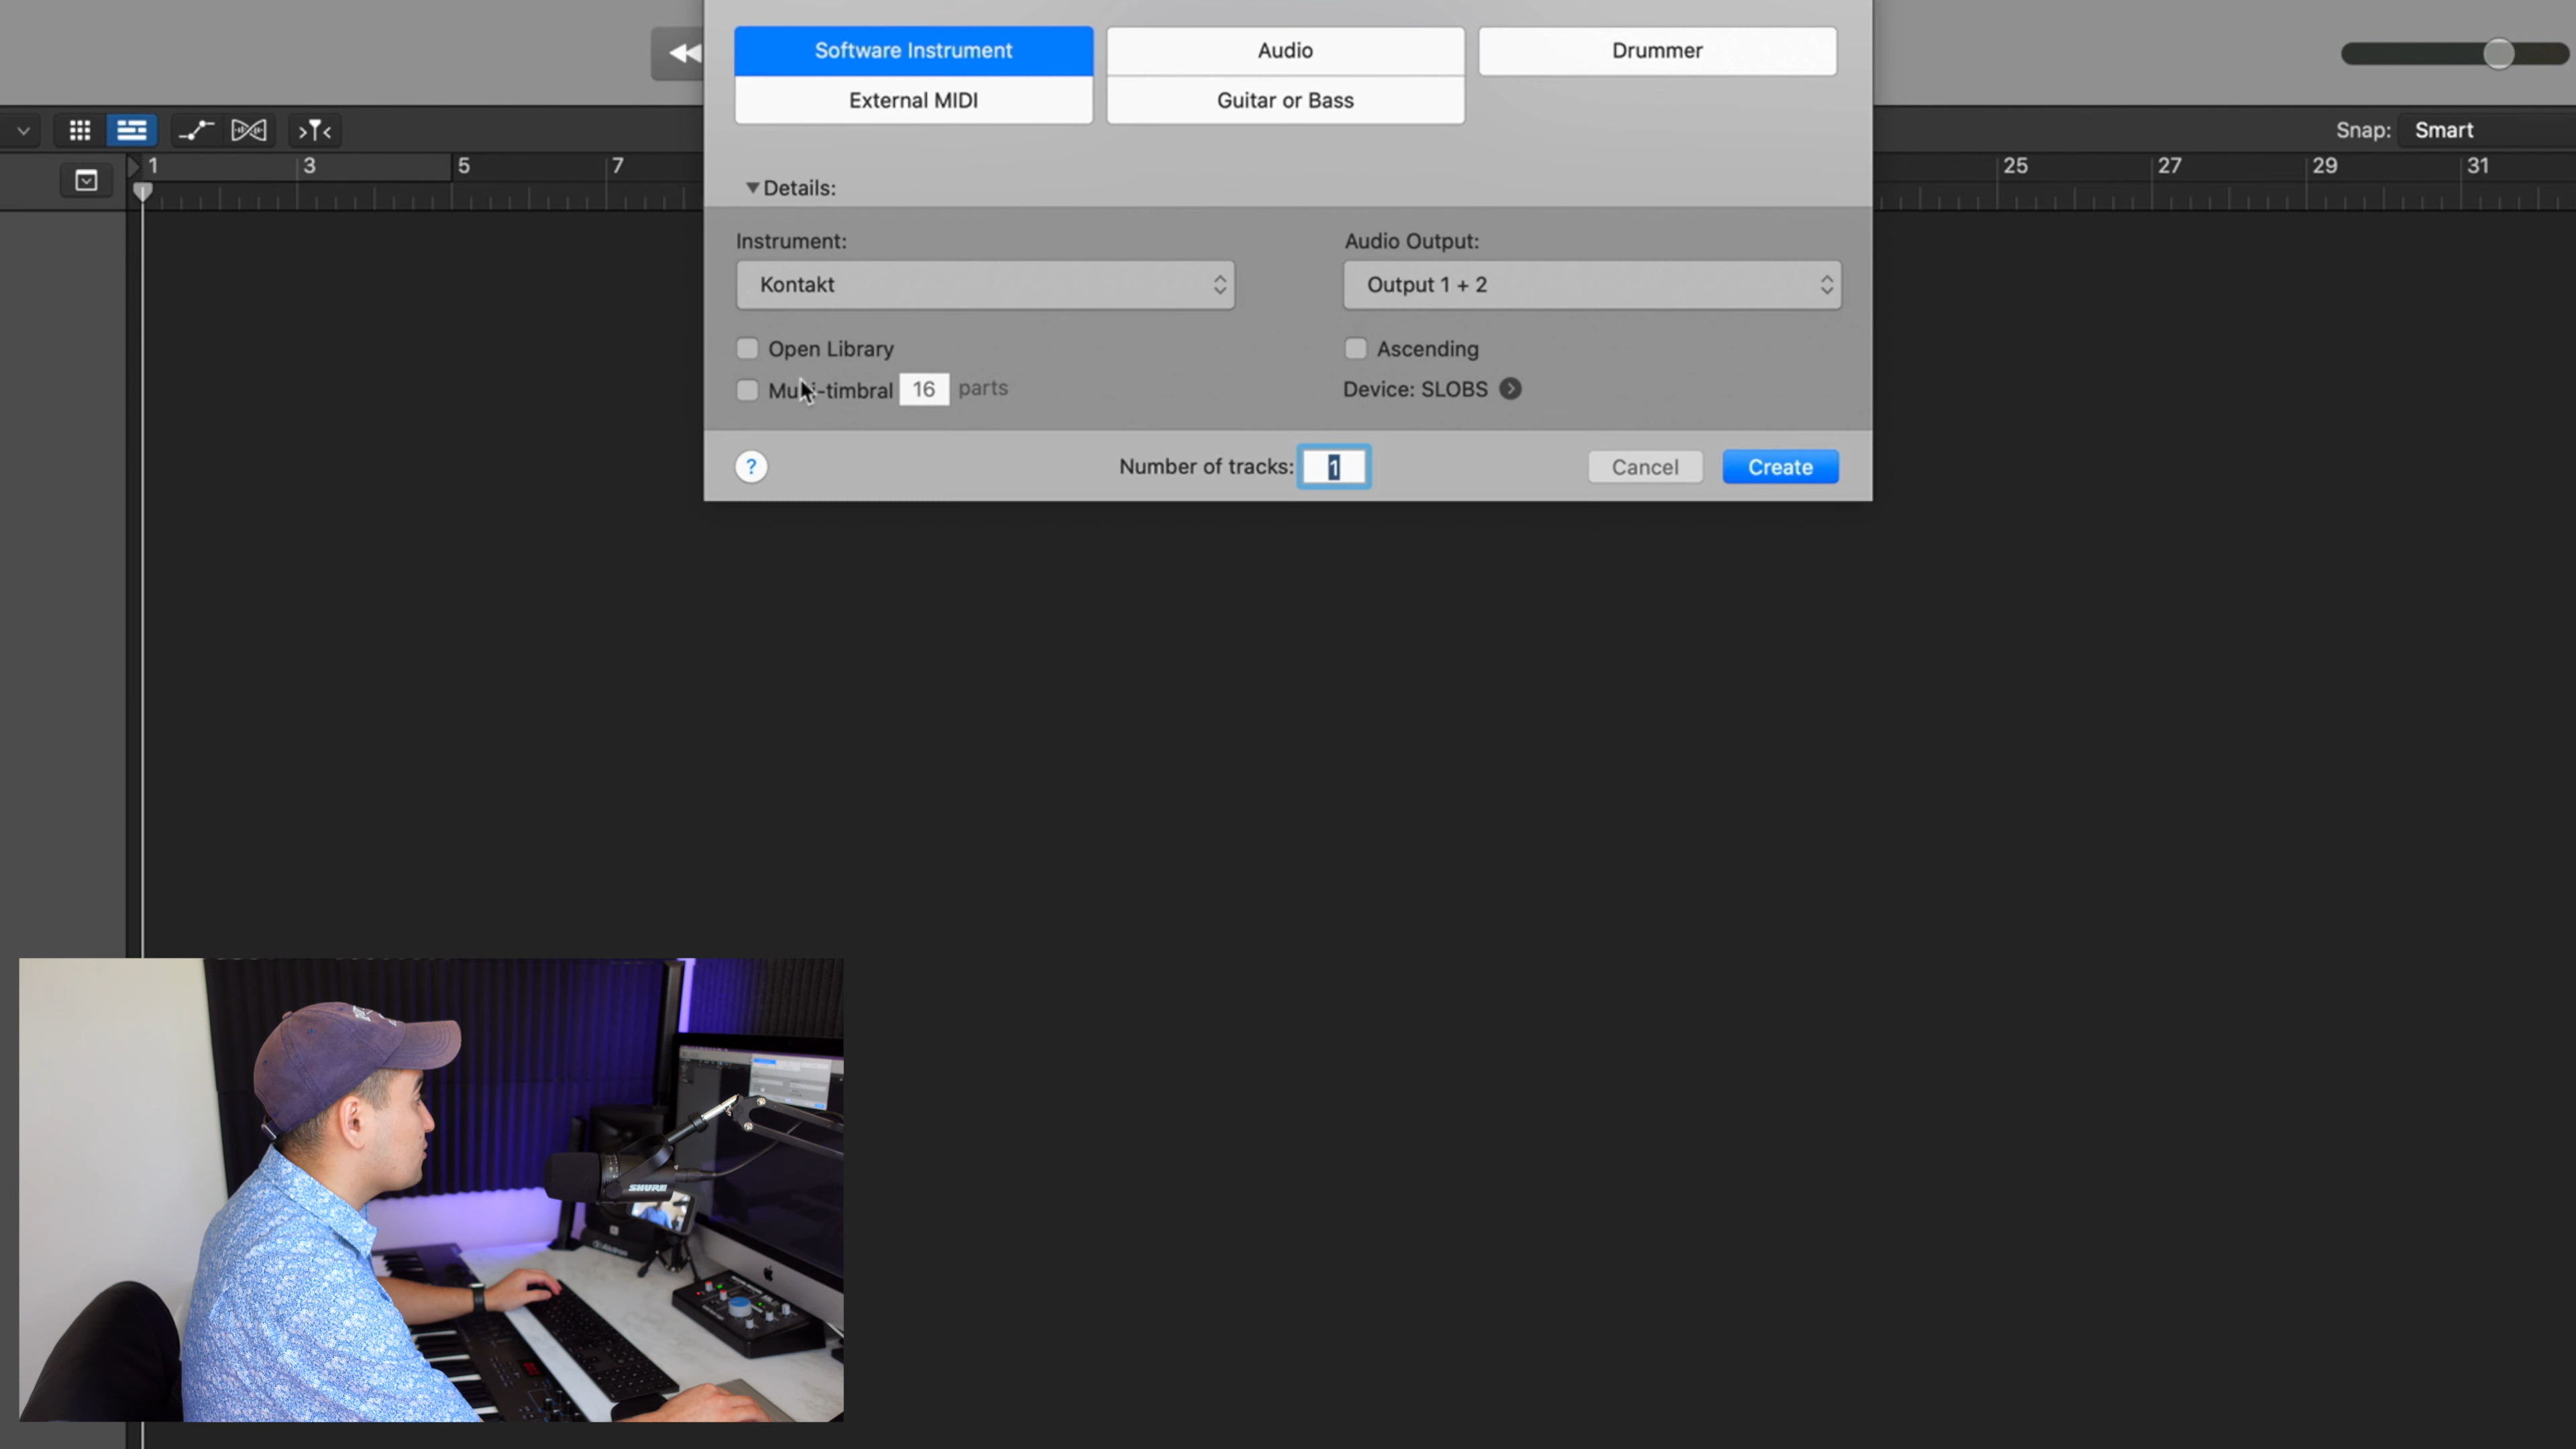 Software Instrument
Audio
Drummer
External MIDI
Guitar or Bass
Snap: Smart
1
3
5
7
25
27
29
31
Details:
Instrument:
Audio Output:
Kontakt
Output 1 + 2
Open Library
Ascending
Multi-timbral 16 parts
Device: SLOBS
?
Number of tracks: 1
Cancel
Create
SHURE